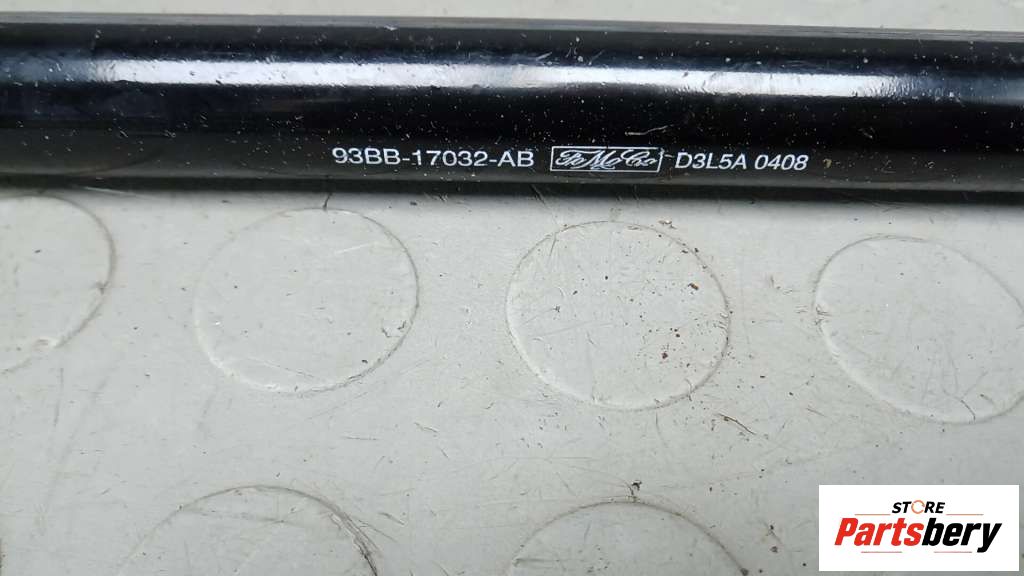 93BB-17032-AB FoMoCo D3L5A 0408
STORE
Partsbery